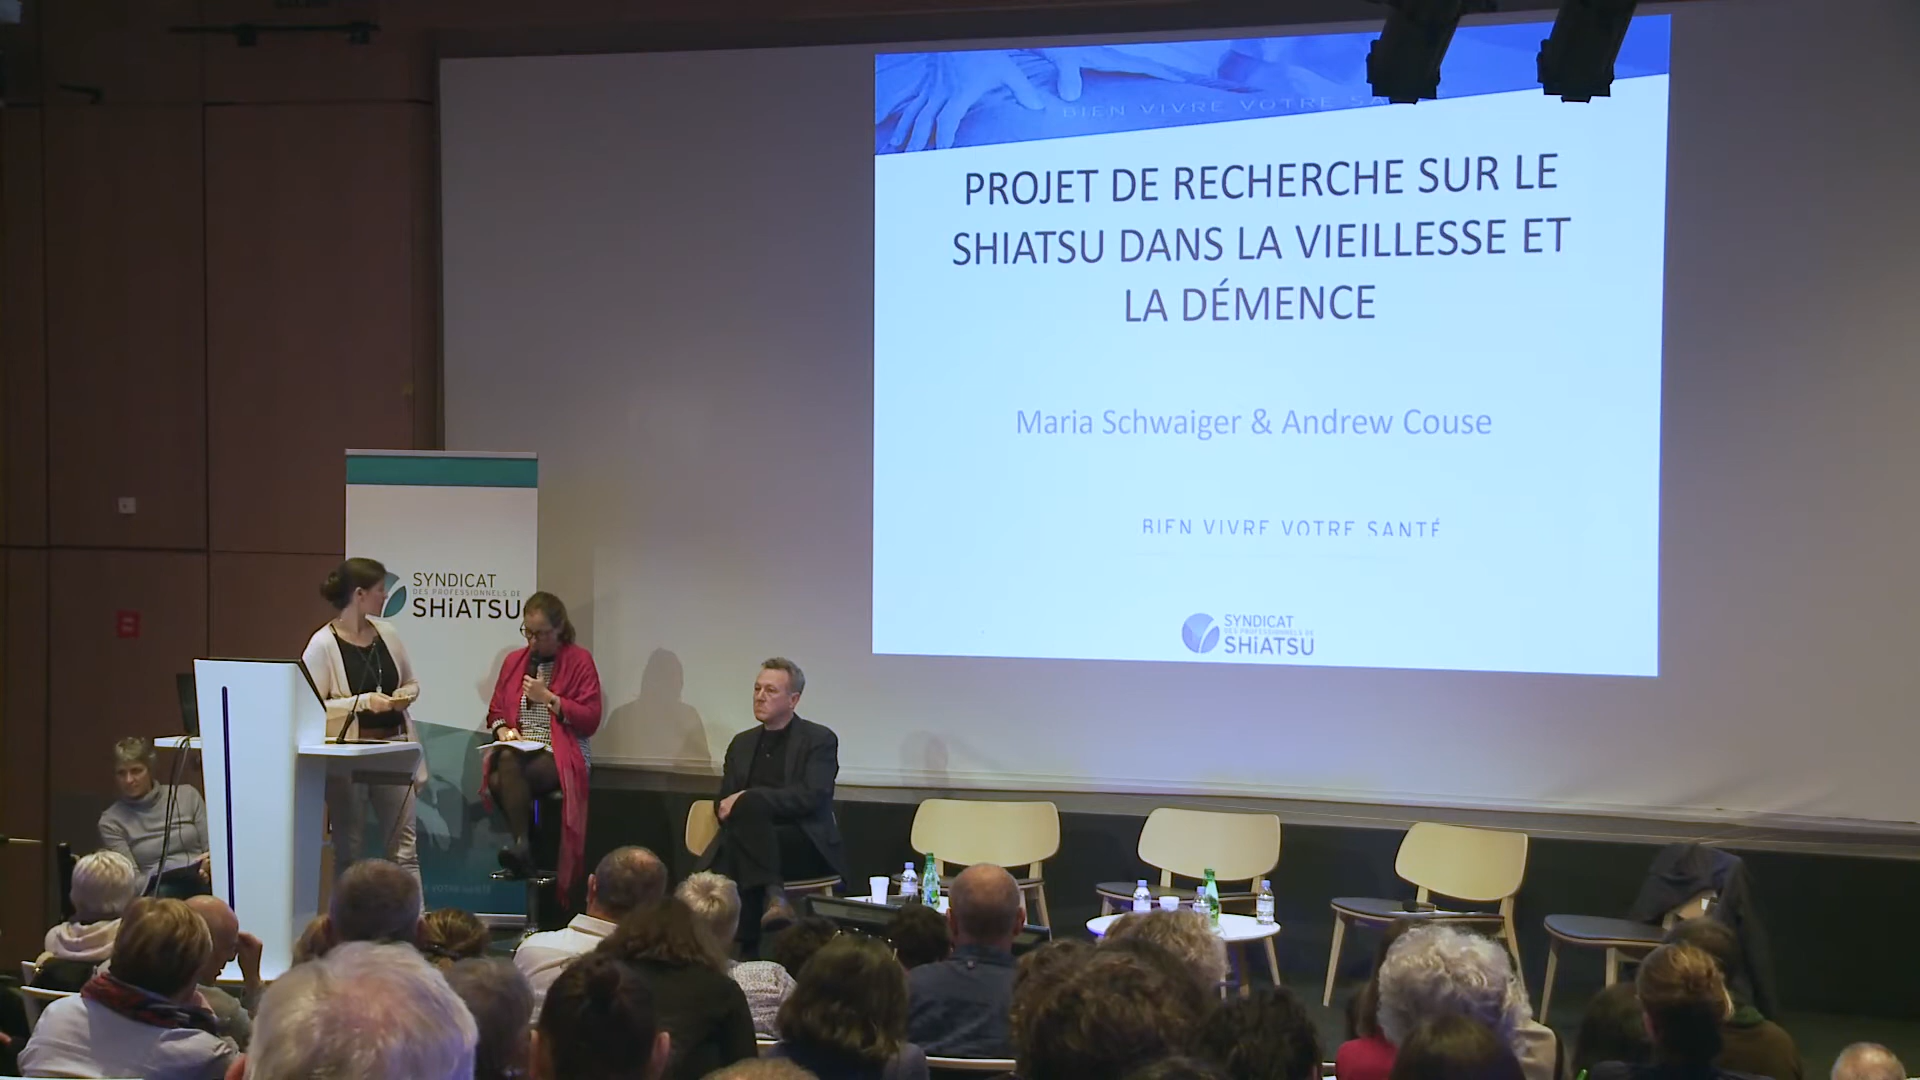 BIEN VIVRE VOTRE SA
PROJET DE RECHERCHE SUR LE
SHIATSU DANS LA VIEILLESSE ET
LA DÉMENCE
Maria Schwaiger & Andrew Couse
BIEN VIVRE VOTRE SANTÉ
SYNDICAT
DES PROFESSIONNELS DE
SHiATSU
SYNDICAT
DES PROFESSIONNELS DE
SHiATSU